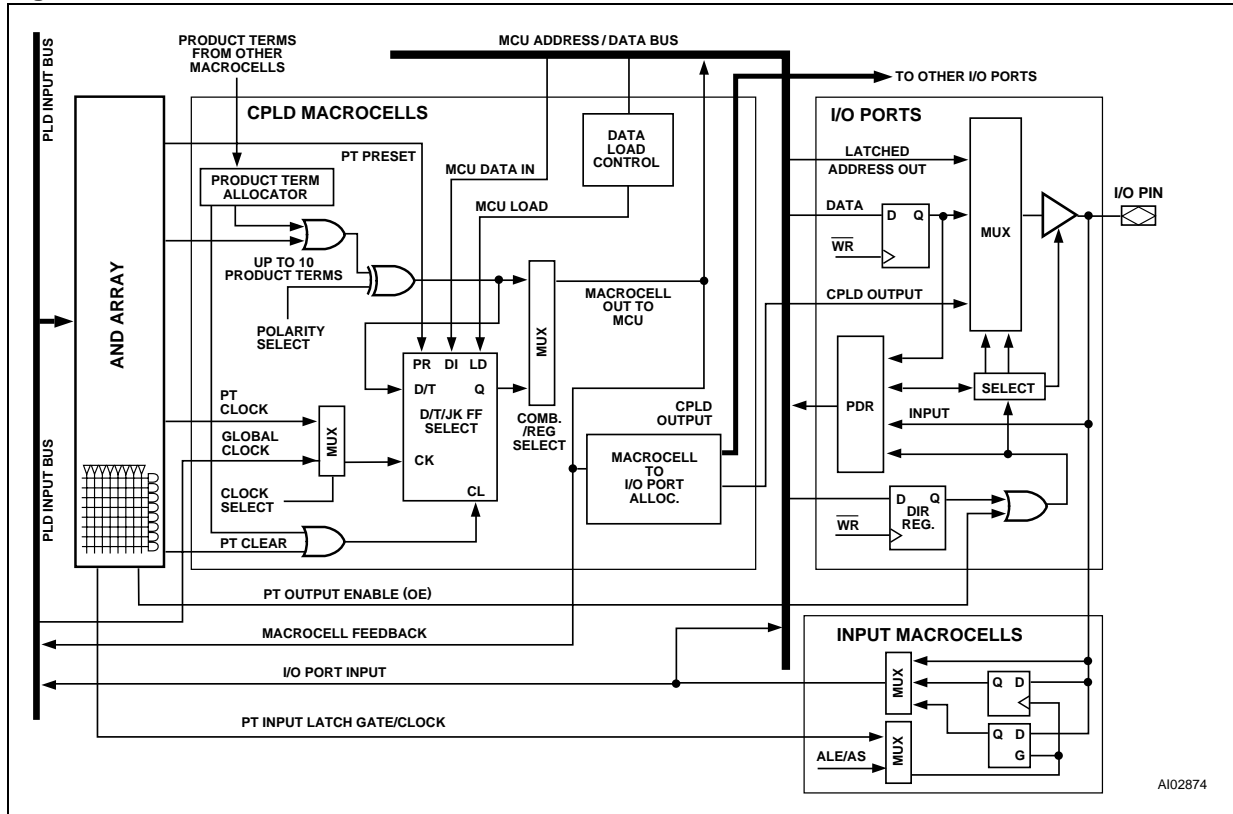 PLD INPUT BUS
PLD INPUT BUS
AND ARRAY
PRODUCT TERMS
FROM OTHER
MACROCELLS
MCU ADDRESS / DATA BUS
TO OTHER I/O PORTS
CPLD MACROCELLS
PT PRESET
PRODUCT TERM
ALLOCATOR
MCU DATA IN
DATA
LOAD
CONTROL
MCU LOAD
UP TO 10
PRODUCT TERMS
POLARITY
SELECT
MUX
MACROCELL
OUT TO
MCU
PR DI LD
D/T Q
D/T/JK FF
SELECT
CK
CL
COMB.
/REG
SELECT
PT
CLOCK
GLOBAL
CLOCK
MUX
CLOCK
SELECT
PT CLEAR
CPLD
OUTPUT
MACROCELL
TO
I/O PORT
ALLOC.
I/O PORTS
LATCHED
ADDRESS OUT
DATA
D Q
WR
MUX
I/O PIN
CPLD OUTPUT
SELECT
PDR
INPUT
D Q
DIR
REG.
WR
PT OUTPUT ENABLE (OE)
MACROCELL FEEDBACK
I/O PORT INPUT
PT INPUT LATCH GATE/CLOCK
INPUT MACROCELLS
MUX
Q D
Q D
G
MUX
ALE/AS
AI02874